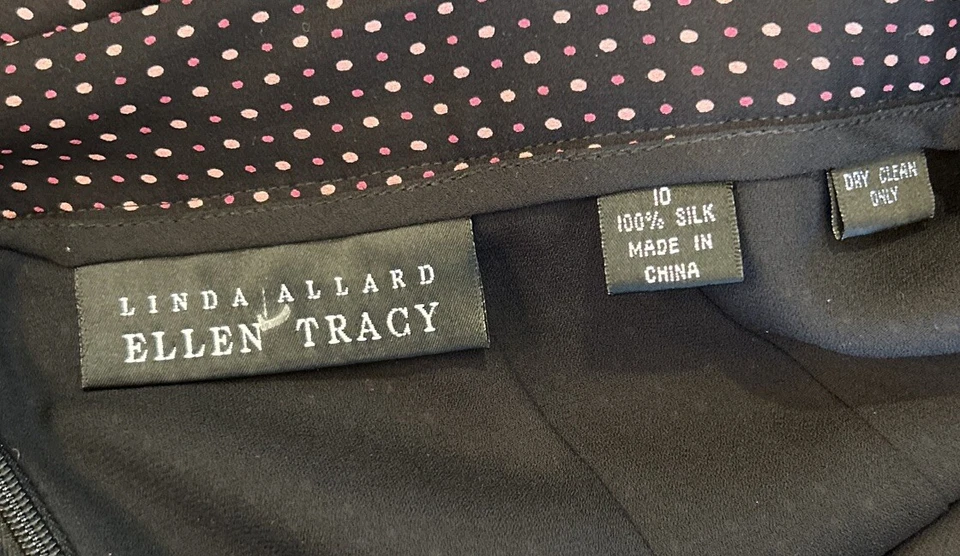 LINDA ALLARD
ELLEN TRACY
10
100% SILK
MADE IN
CHINA
DRY CLEAN
ONLY